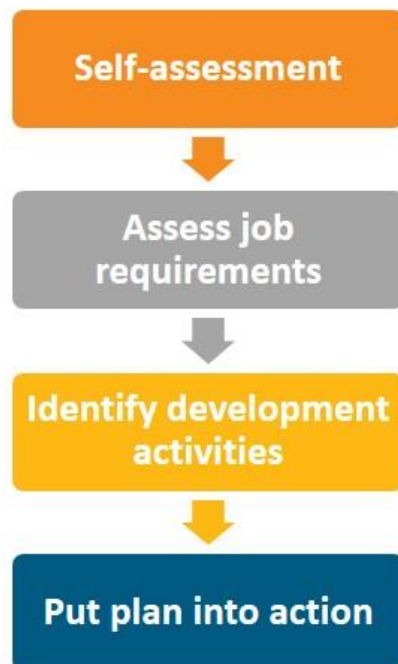 Self-assessment
Assess job
requirements
Identify development
activities
Put plan into action